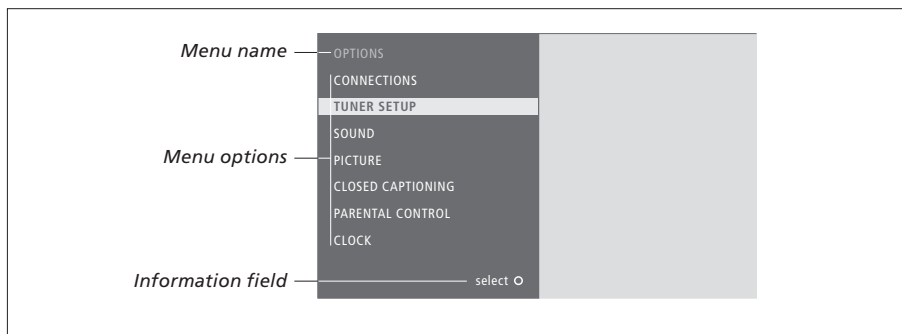 Menu name
OPTIONS
CONNECTIONS
TUNER SETUP
SOUND
Menu options
PICTURE
CLOSED CAPTIONING
PARENTAL CONTROL
CLOCK
Information field
select